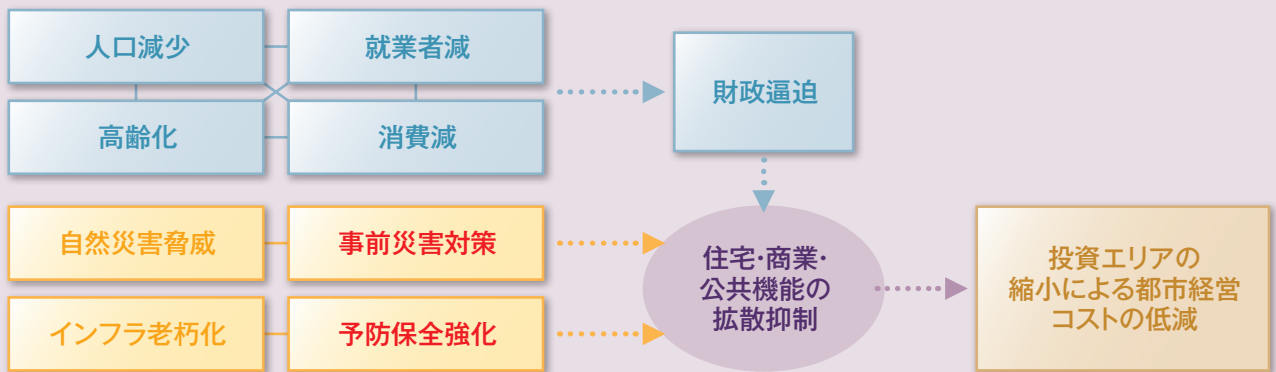 人口減少
就業者減
高齢化
消費減
財政逼迫
自然災害脅威
事前災害対策
インフラ老朽化
予防保全強化
住宅・商業・
公共機能の
拡散抑制
投資エリアの
縮小による都市経営
コストの低減